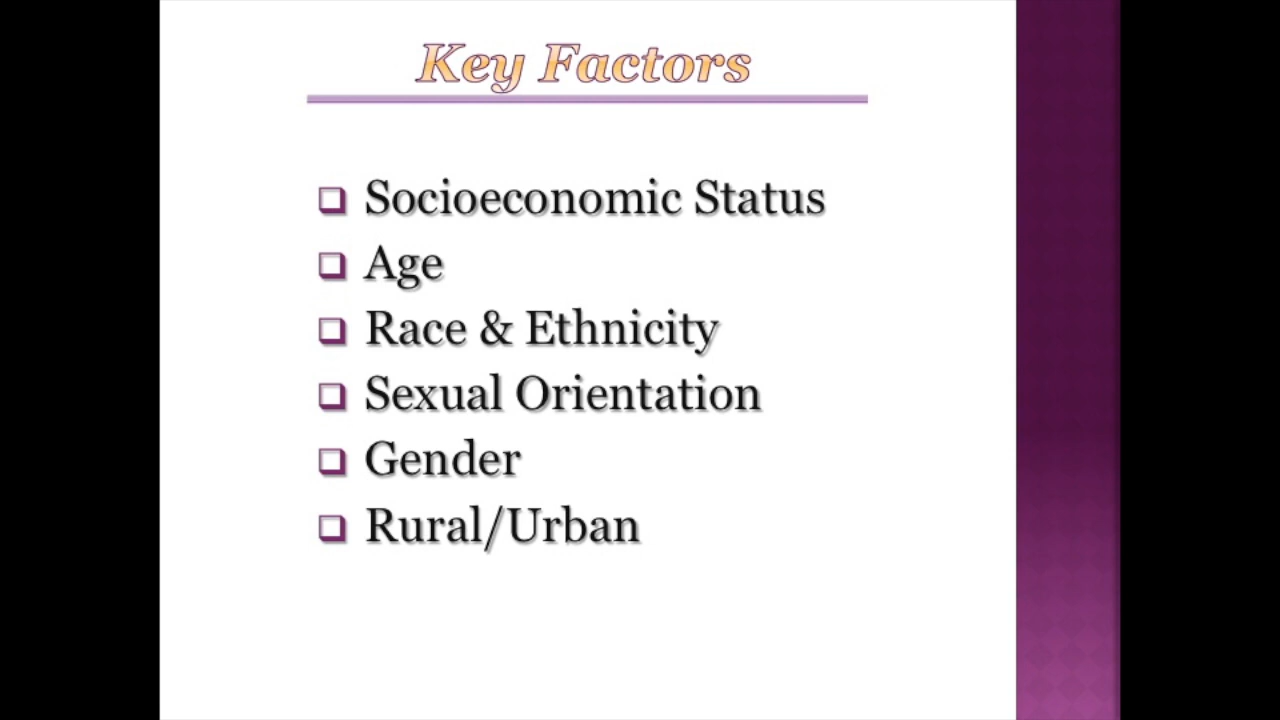 Key Factors
Socioeconomic Status
Age
Race & Ethnicity
Sexual Orientation
Gender
Rural/Urban